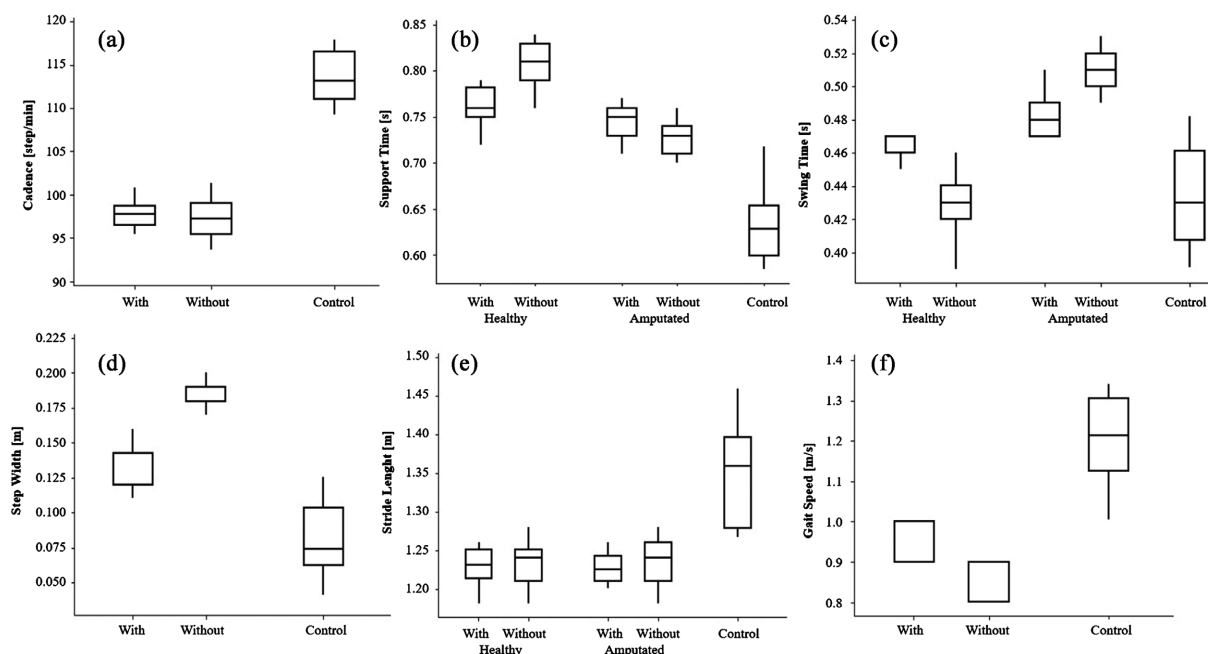 (a)
Cadence [step/min]
120
115
110
105
100
95
90
With Without Control
(b)
Support Time [s]
0.85
0.80
0.75
0.70
0.65
0.60
With Without With Without Control
Healthy Amputated
(c)
Swing Time [s]
0.52
0.50
0.48
0.46
0.44
0.42
0.40
With Without With Without Control
Healthy Amputated
(d)
Step Width [m]
0.225
0.200
0.175
0.150
0.125
0.100
0.075
0.050
With Without Control
(e)
Stride Lenght [m]
1.50
1.45
1.40
1.35
1.30
1.25
1.20
With Without With Without Control
Healthy Amputated
(f)
Gait Speed [m/s]
1.4
1.3
1.2
1.1
1.0
0.9
0.8
With Without Control